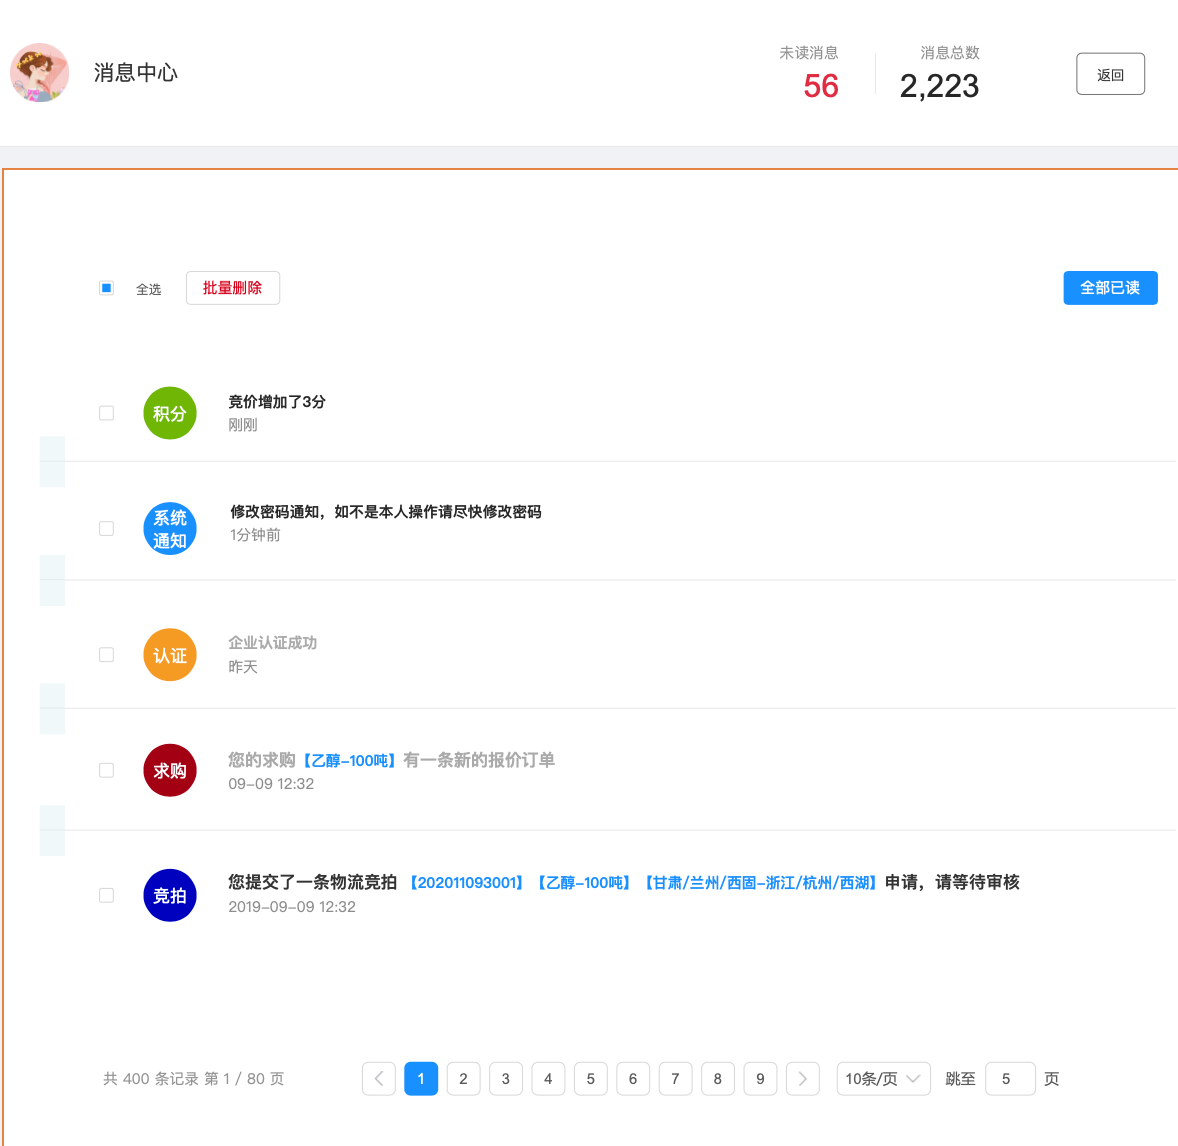 消息中心
未读消息
56
消息总数
2,223
返回
全选
批量删除
全部已读
积分
竞价增加了3分
刚刚
系统
通知
修改密码通知，如不是本人操作请尽快修改密码
1分钟前
认证
企业认证成功
昨天
求购
您的求购【乙醇-100吨】有一条新的报价订单
09-09 12:32
竞拍
您提交了一条物流竞拍 【202011093001】【乙醇-100吨】【甘肃/兰州/西固-浙江/杭州/西湖】申请，请等待审核
2019-09-09 12:32
共 400 条记录 第 1 / 80 页
1 2 3 4 5 6 7 8 9 10条/页 跳至 5 页